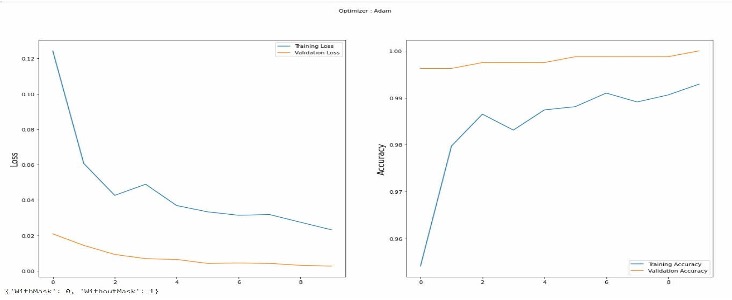 Optimizer : Adam
Training Loss
Validation Loss
0.12
0.10
0.08
0.06
0.04
0.02
0.00
Loss
0 2 4 6 8
1.00
0.99
0.98
0.97
0.96
Accuracy
Training Accuracy
Validation Accuracy
0 2 4 6 8
{'WithMask': 0, 'WithoutMask': 1}